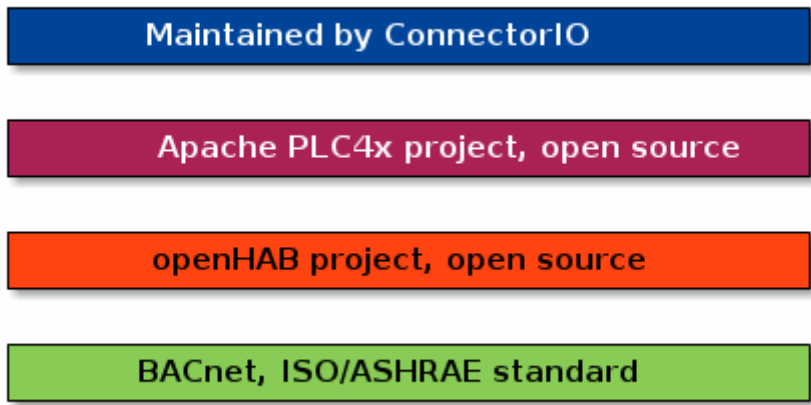 Maintained by ConnectorIO
Apache PLC4x project, open source
openHAB project, open source
BACnet, ISO/ASHRAE standard